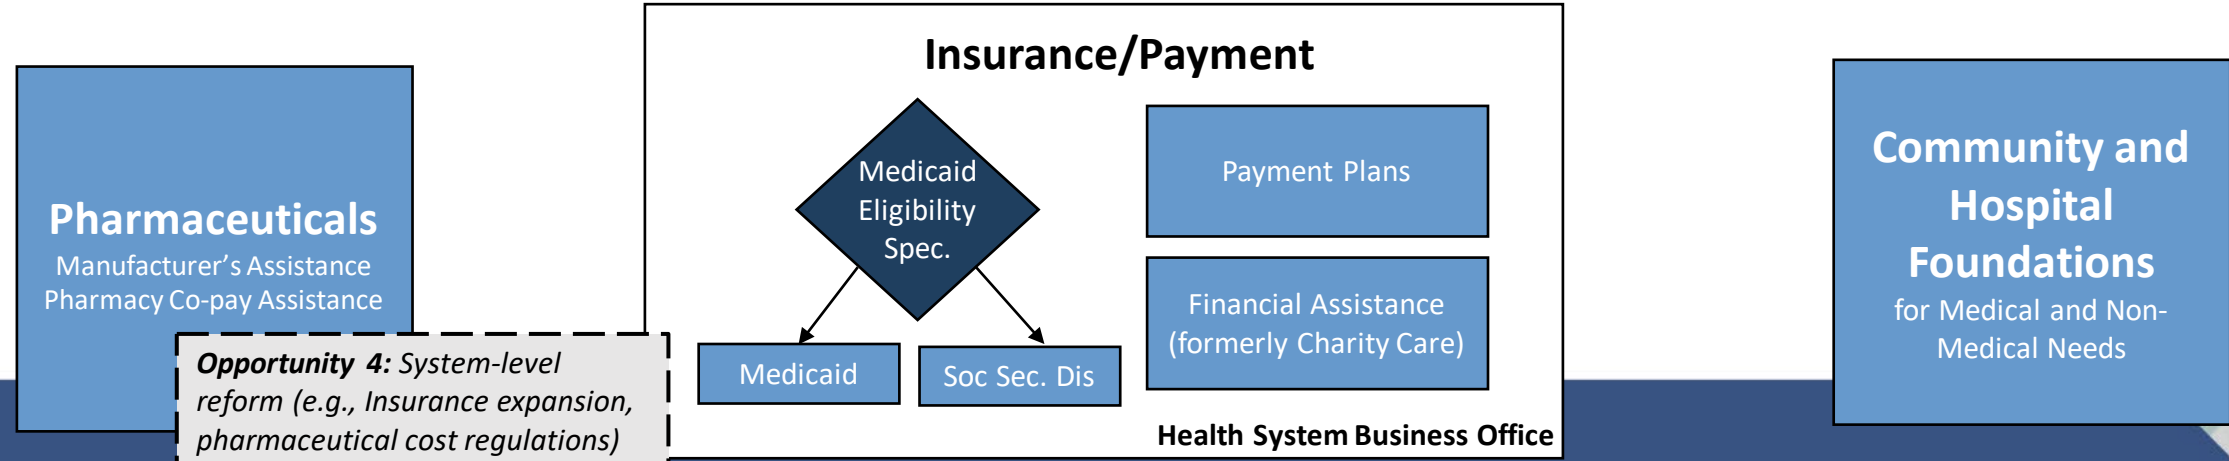 Pharmaceuticals
Manufacturer's Assistance
Pharmacy Co-pay Assistance
Opportunity 4: System-level
reform (e.g., Insurance expansion,
pharmaceutical cost regulations)
Insurance/Payment
Medicaid
Eligibility
Spec.
Medicaid
Soc Sec. Dis
Payment Plans
Financial Assistance
(formerly Charity Care)
Health System Business Office
Community and
Hospital
Foundations
for Medical and Non-
Medical Needs